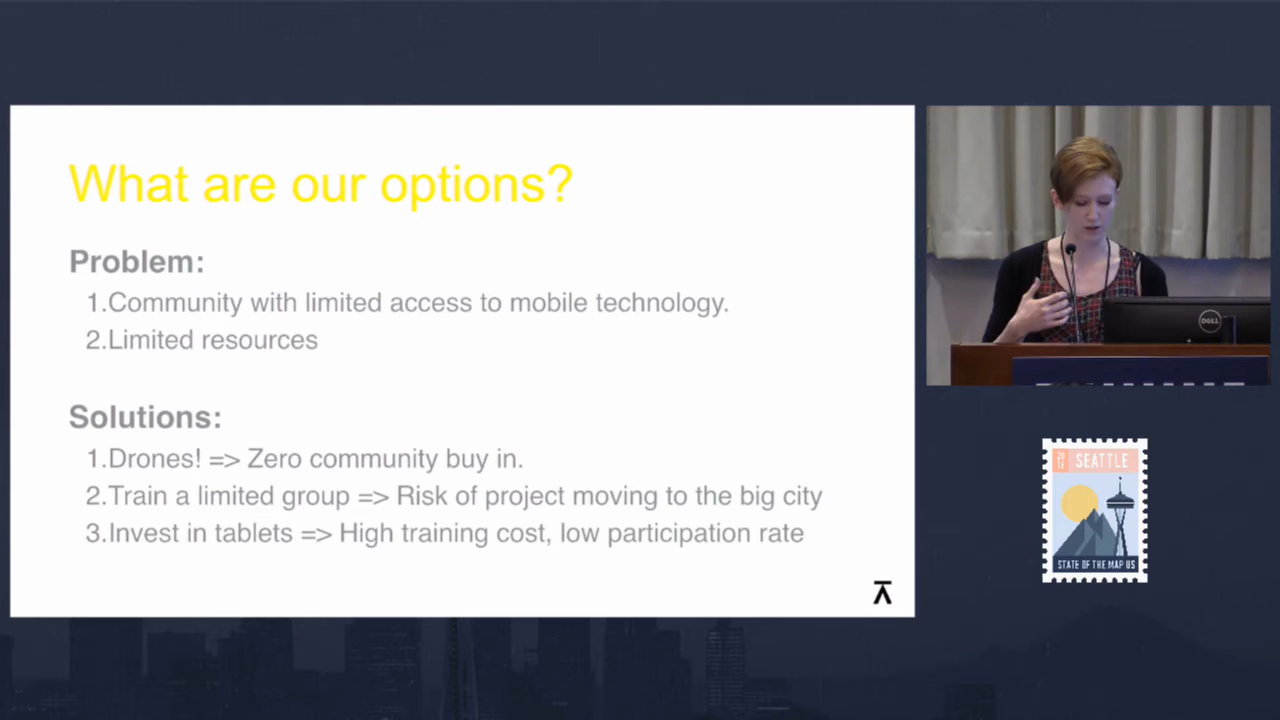 What are our options?
Problem:
1.Community with limited access to mobile technology.
2.Limited resources
Solutions:
1.Drones! => Zero community buy in.
2.Train a limited group => Risk of project moving to the big city
3.Invest in tablets => High training cost, low participation rate
DELL
SEATTLE
STATE OF THE MAP US